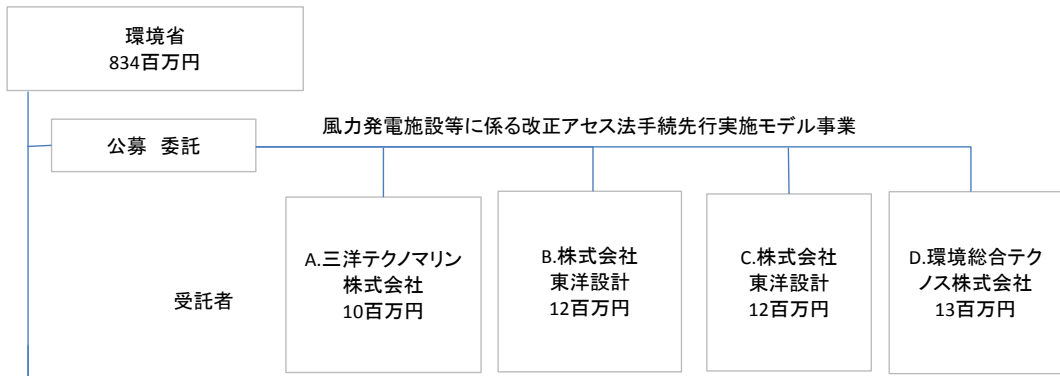 環境省
834百万円
公募 委託
風力発電施設等に係る改正アセス法手続先行実施モデル事業
受託者
A.三洋テクノマリン
株式会社
10百万円
B.株式会社
東洋設計
12百万円
C.株式会社
東洋設計
12百万円
D.環境総合テク
ノス株式会社
13百万円